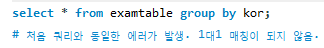 select * from examtable group by kor;
# 처음 쿼리와 동일한 에러가 발생. 1대1 매칭이 되지 않음.